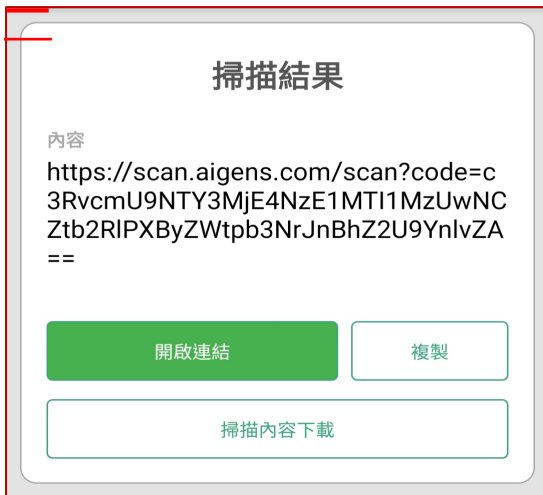 掃描結果
內容
https://scan.aigens.com/scan?code=c
3RvcmU9NTY3MjE4NzE1MTI1MzUwNC
Ztb2RlPXByZWtpb3NrJnBhZ2U9YnlvZA
==
開啟連結
複製
掃描內容下載